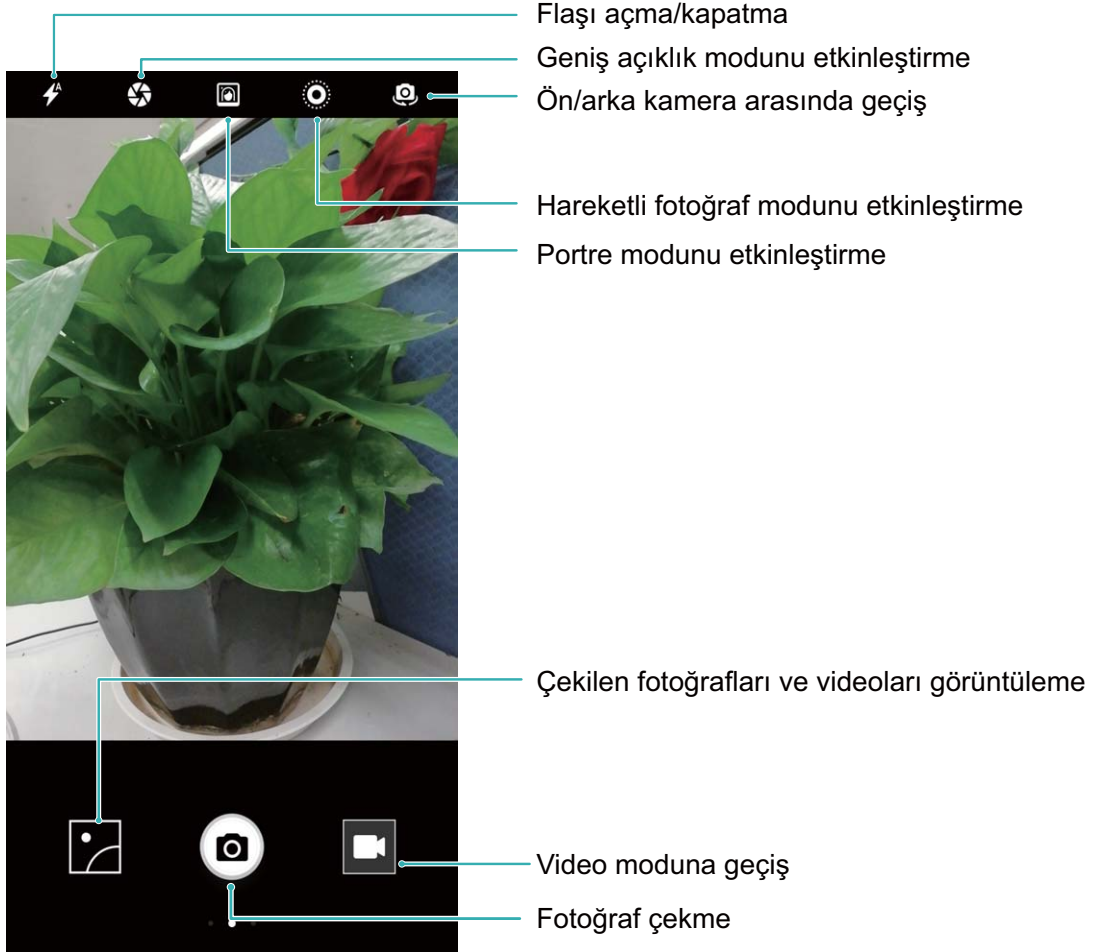 Flaşı açma/kapatma
Geniş açıklık modunu etkinleştirme
Ön/arka kamera arasında geçiş
Hareketli fotoğraf modunu etkinleştirme
Portre modunu etkinleştirme
Çekilen fotoğrafları ve videoları görüntüleme
Video moduna geçiş
Fotoğraf çekme